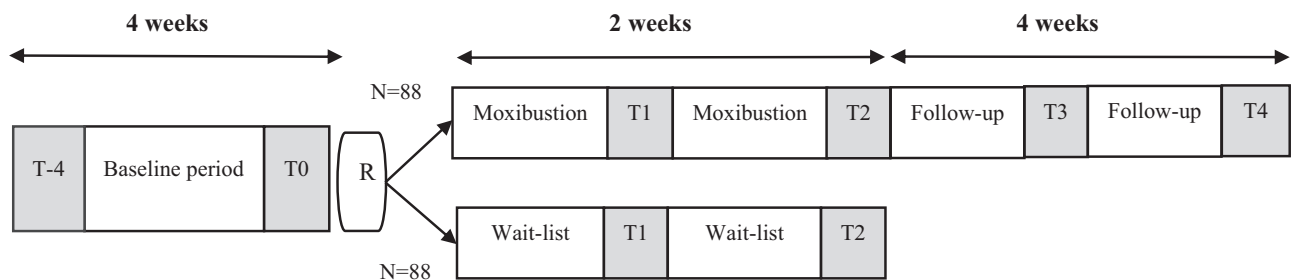 4 weeks
2 weeks
4 weeks
N=88
Moxibustion
T1
Moxibustion
T2
Follow-up
T3
Follow-up
T4
T-4
Baseline period
T0
R
Wait-list
T1
Wait-list
T2
N=88